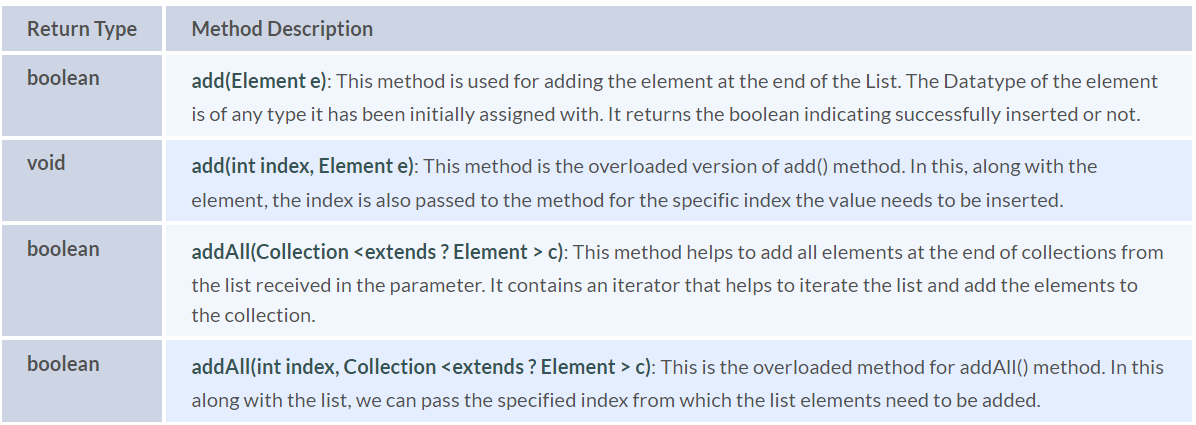 Return Type
Method Description
boolean
add(Element e): This method is used for adding the element at the end of the List. The Datatype of the element
is of any type it has been initially assigned with. It returns the boolean indicating successfully inserted or not.
void
add(int index, Element e): This method is the overloaded version of add() method. In this, along with the
element, the index is also passed to the method for the specific index the value needs to be inserted.
boolean
addAll(Collection <extends ? Element > c): This method helps to add all elements at the end of collections from
the list received in the parameter. It contains an iterator that helps to iterate the list and add the elements to
the collection.
boolean
addAll(int index, Collection <extends ? Element > c): This is the overloaded method for addAll() method. In this
along with the list, we can pass the specified index from which the list elements need to be added.